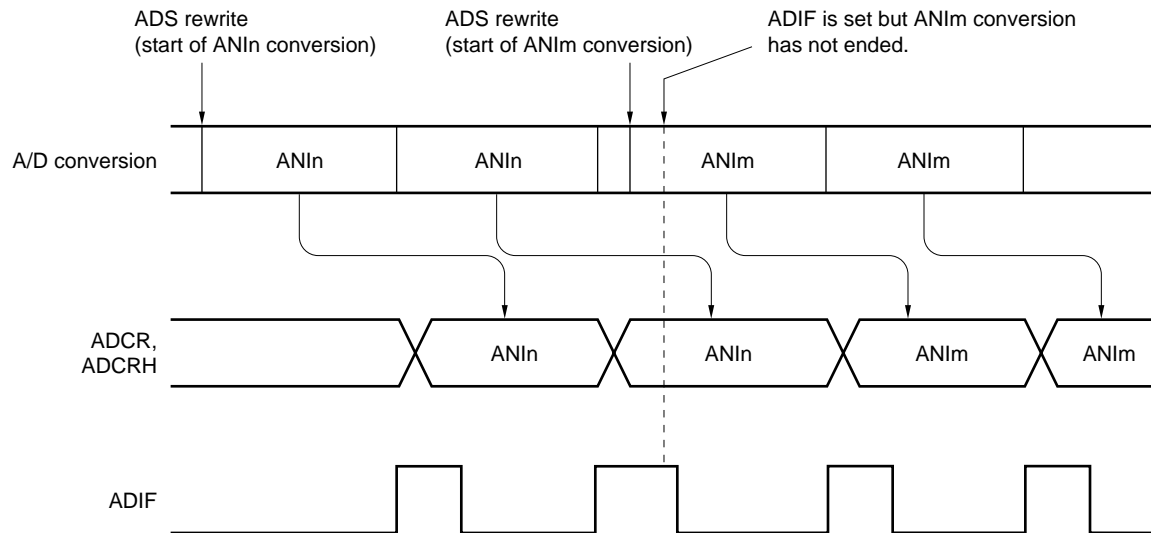 ADS rewrite
(start of ANIn conversion)
ADS rewrite
(start of ANIm conversion)
ADIF is set but ANIm conversion
has not ended.
A/D conversion
ANIn
ANIn
ANIm
ANIm
ADCR,
ADCRH
ANIn
ANIn
ANIm
ANIm
ADIF